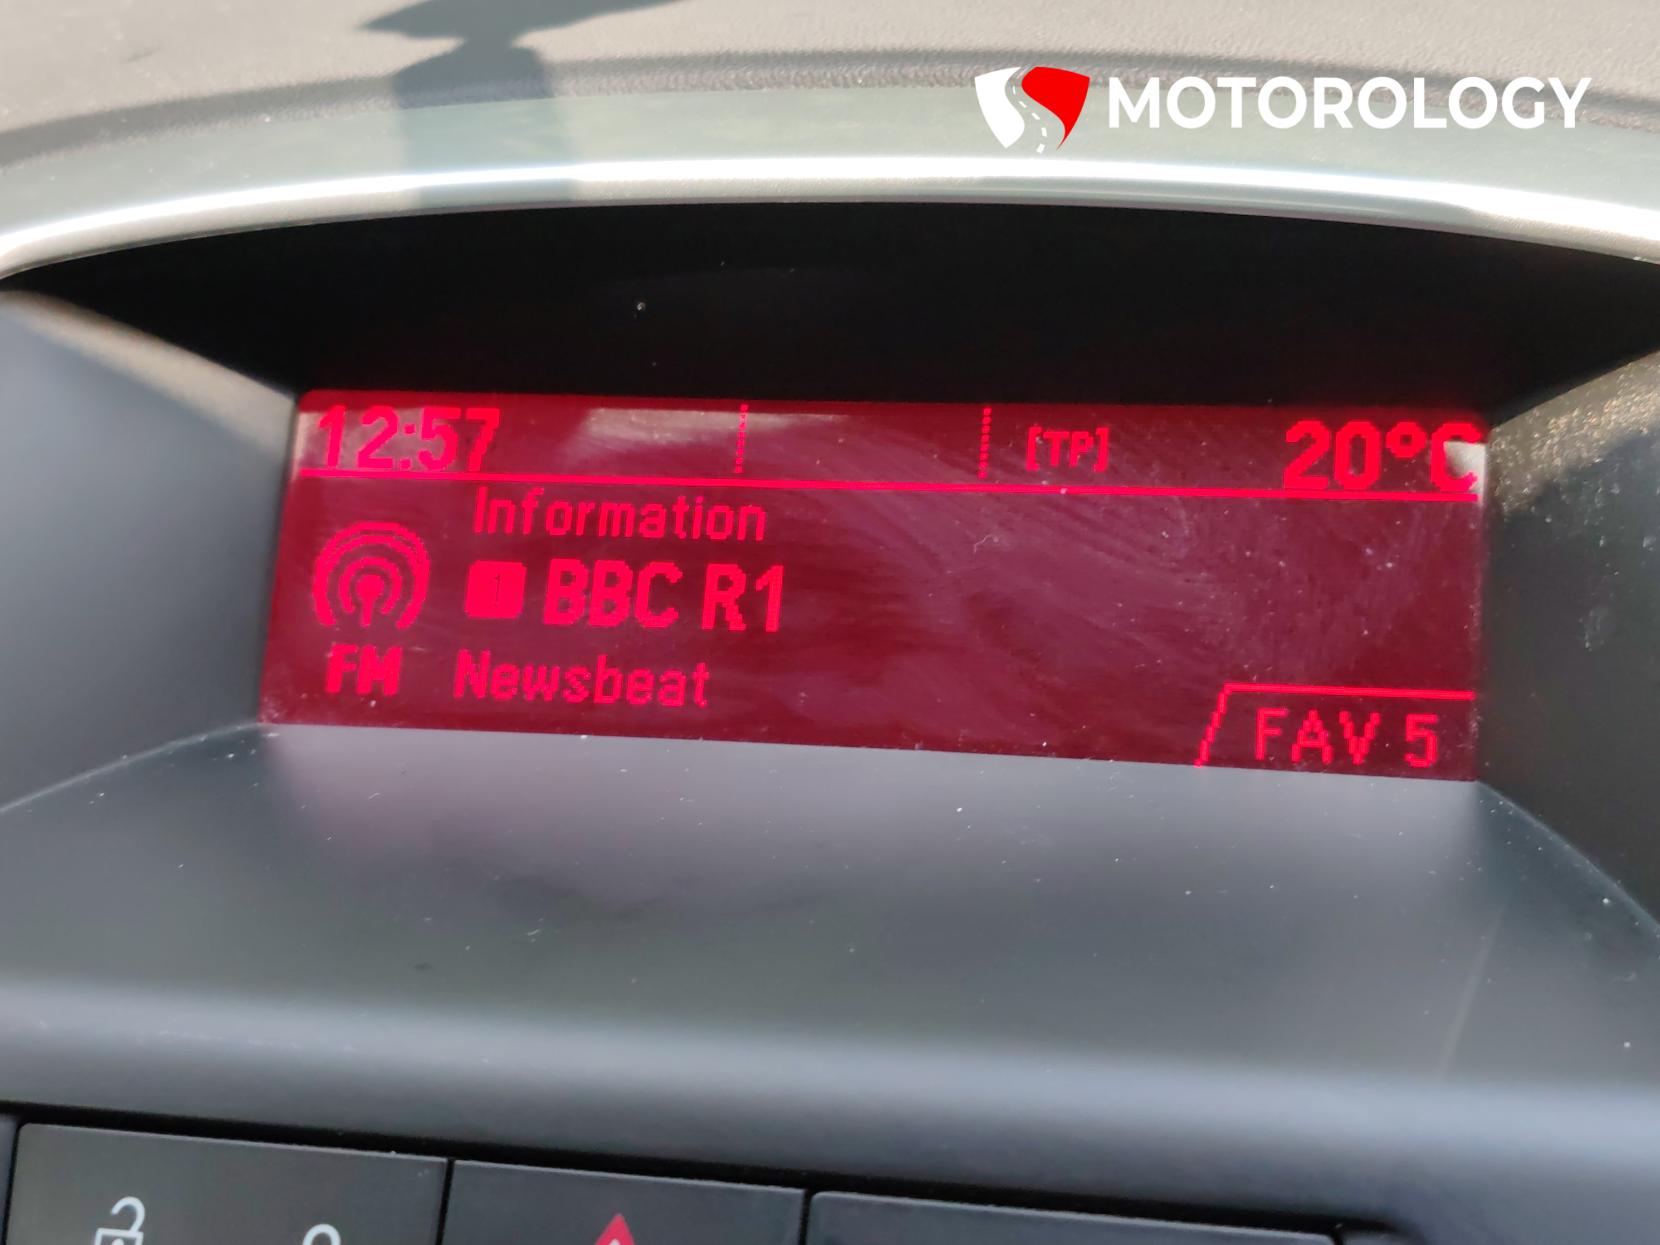 MOTOROLOGY
12:57 [TP] 20°C
Information
1 BBC R1
FM Newsbeat
FAV 5